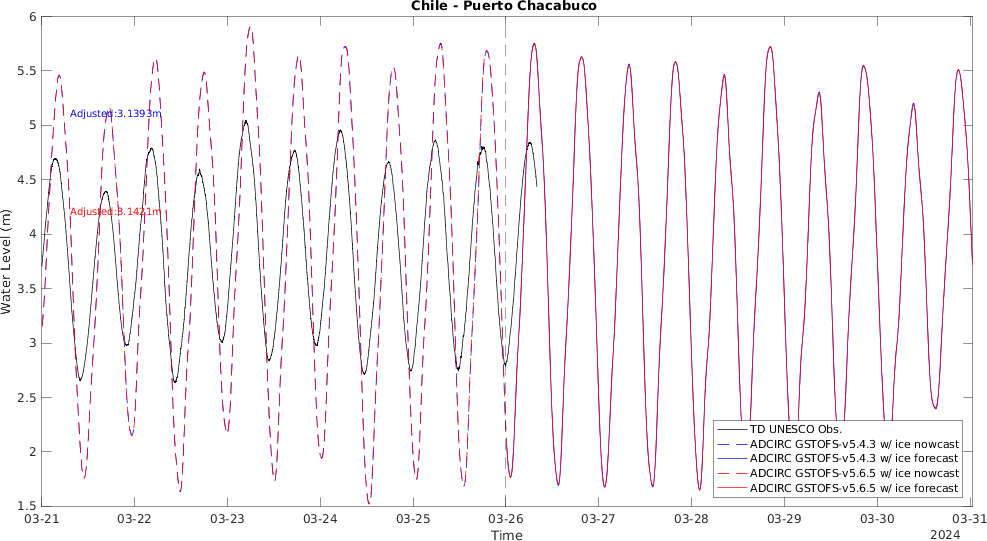 Chile - Puerto Chacabuco
6
5.5
5
4.5
4
3.5
3
2.5
2
1.5
Water Level (m)
Adjusted:3.1393m
Adjusted:3.1421m
TD UNESCO Obs.
ADCIRC GSTOFS-v5.4.3 w/ ice nowcast
ADCIRC GSTOFS-v5.4.3 w/ ice forecast
ADCIRC GSTOFS-v5.6.5 w/ ice nowcast
ADCIRC GSTOFS-v5.6.5 w/ ice forecast
03-21 03-22 03-23 03-24 03-25 03-26 03-27 03-28 03-29 03-30 03-31
Time
2024